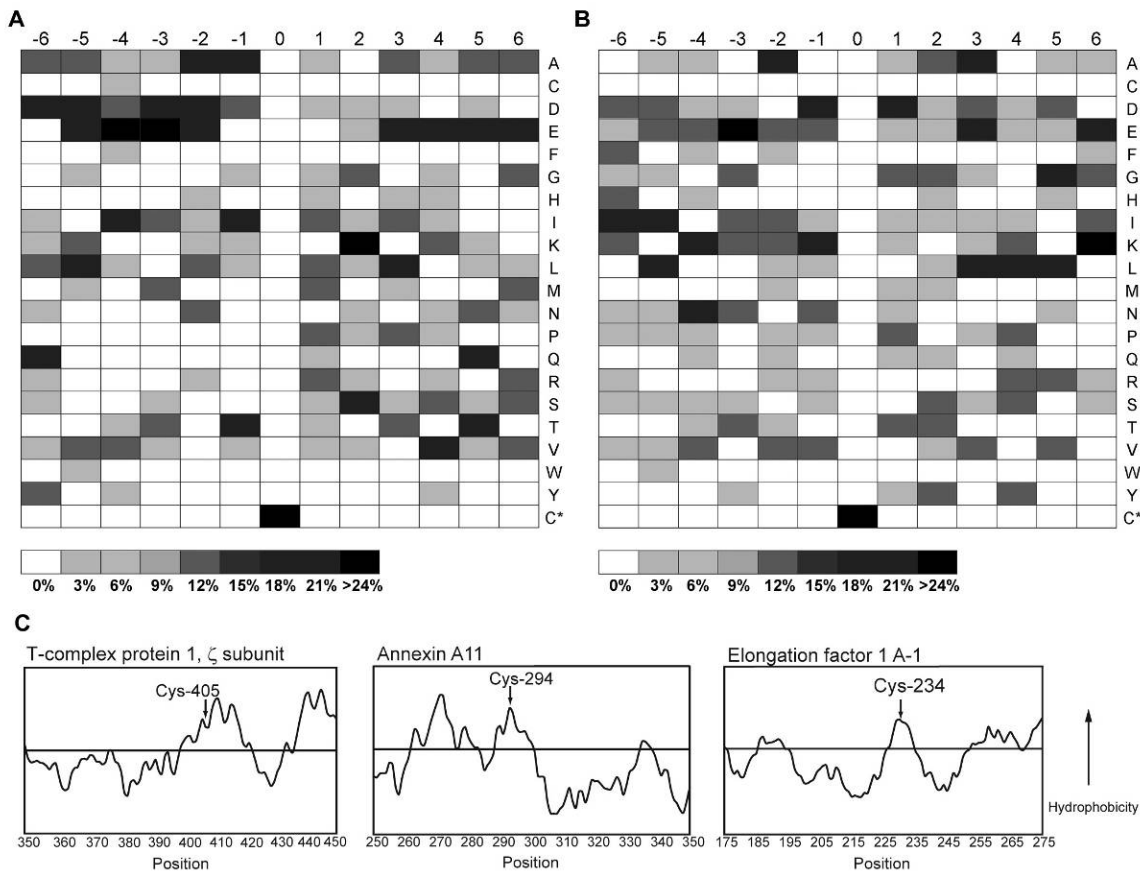 A
-6 -5 -4 -3 -2 -1 0 1 2 3 4 5 6
A
C
D
E
F
G
H
I
K
L
M
N
P
Q
R
S
T
V
W
Y
C*
0% 3% 6% 9% 12% 15% 18% 21% >24%
B
-6 -5 -4 -3 -2 -1 0 1 2 3 4 5 6
A
C
D
E
F
G
H
I
K
L
M
N
P
Q
R
S
T
V
W
Y
C*
0% 3% 6% 9% 12% 15% 18% 21% >24%
C
T-complex protein 1, ζ subunit
Cys-405
350 360 370 380 390 400 410 420 430 440 450
Position
Annexin A11
Cys-294
250 260 270 280 290 300 310 320 330 340 350
Position
Elongation factor 1 A-1
Cys-234
175 185 195 205 215 225 235 245 255 265 275
Position
Hydrophobicity